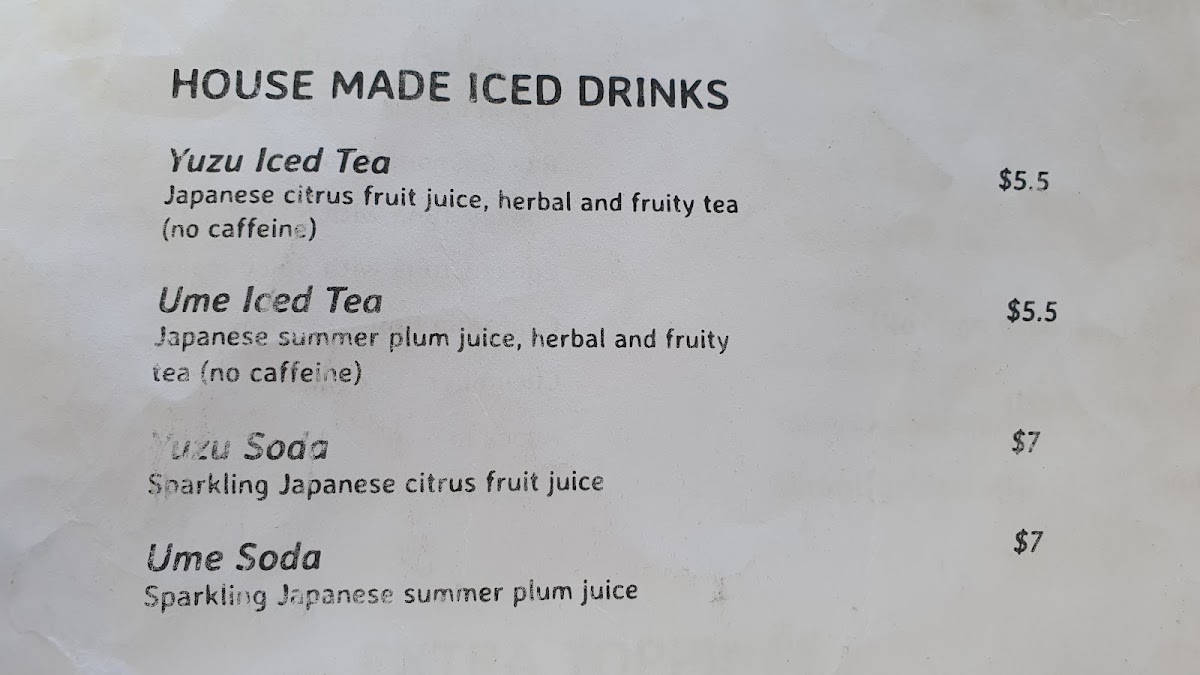 HOUSE MADE ICED DRINKS
Yuzu Iced Tea
$5.5
Japanese citrus fruit juice, herbal and fruity tea
(no caffeine)
Ume Iced Tea
$5.5
Japanese summer plum juice, herbal and fruity
tea (no caffeine)
Yuzu Soda
$7
Sparkling Japanese citrus fruit juice
Ume Soda
$7
Sparkling Japanese summer plum juice